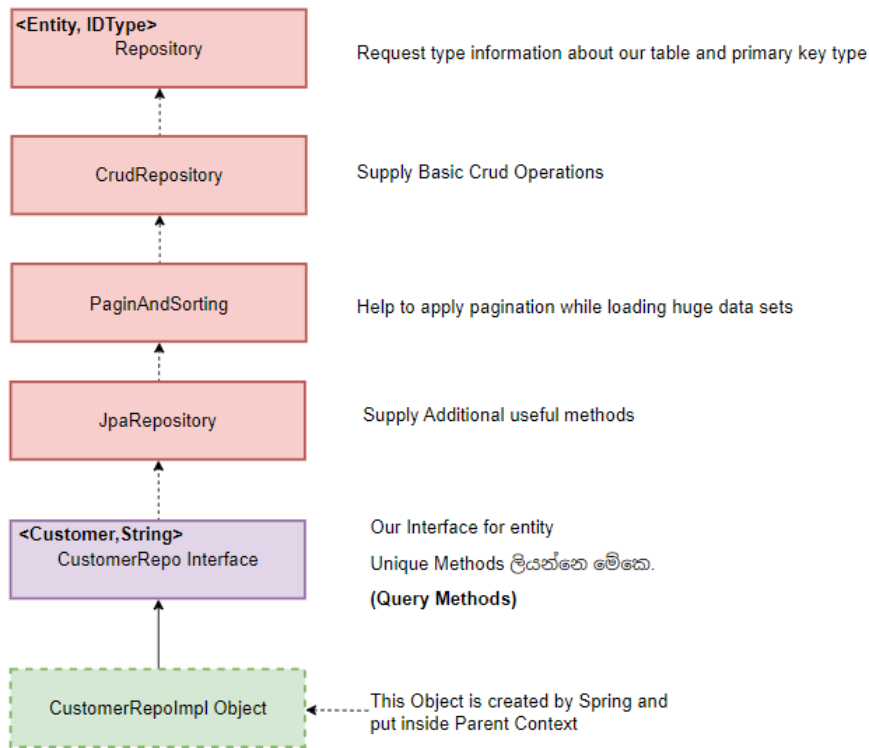 <Entity, IDType>
Repository
Request type information about our table and primary key type
CrudRepository
Supply Basic Crud Operations
PaginAndSorting
Help to apply pagination while loading huge data sets
JpaRepository
Supply Additional useful methods
<Customer,String>
CustomerRepo Interface
Our Interface for entity
Unique Methods ලියන්නෙ මේකෙ.
(Query Methods)
CustomerRepoImpl Object
This Object is created by Spring and
put inside Parent Context